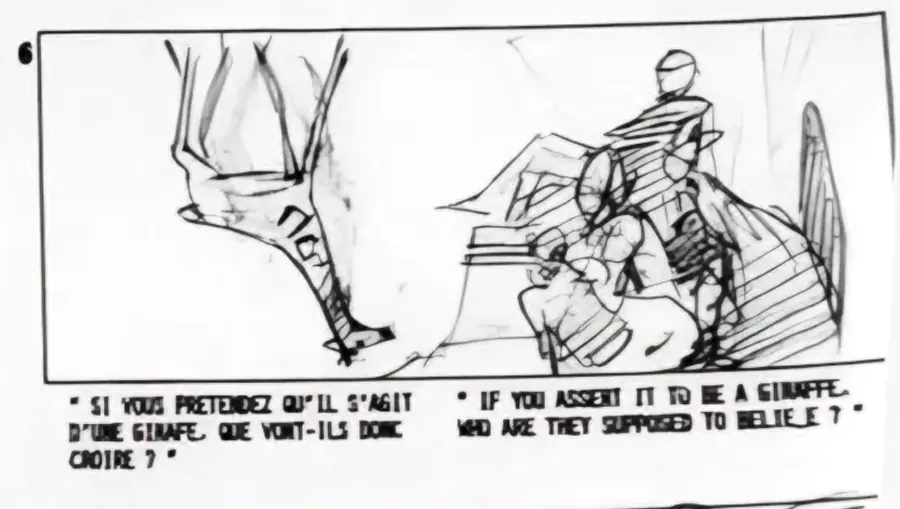 6
" SI VOUS PRETENDEZ QU'IL S'AGIT
D'UNE GIRAFE, QUE VONT-ILS DONC
CROIRE ? "
" IF YOU ASSERT IT TO BE A GIRAFFE,
WHO ARE THEY SUPPOSED TO BELIE E ? "